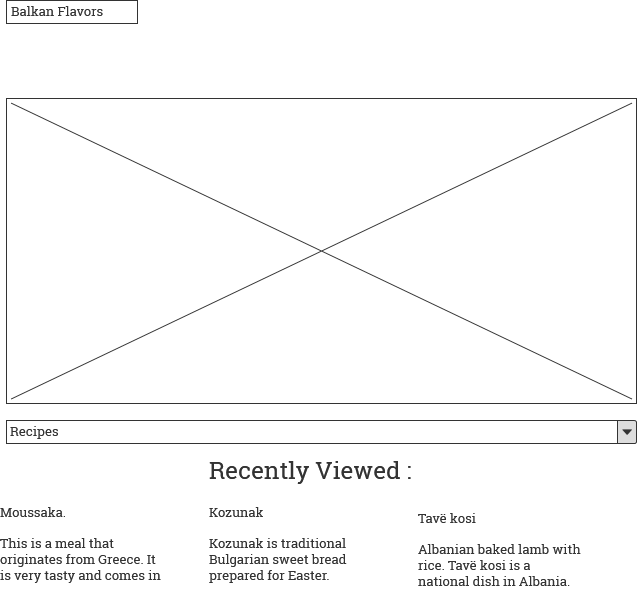 Balkan Flavors
Recipes
Recently Viewed :
Moussaka.
This is a meal that
originates from Greece. It
is very tasty and comes in
Kozunak
Kozunak is traditional
Bulgarian sweet bread
prepared for Easter.
Tavë kosi
Albanian baked lamb with
rice. Tavë kosi is a
national dish in Albania.